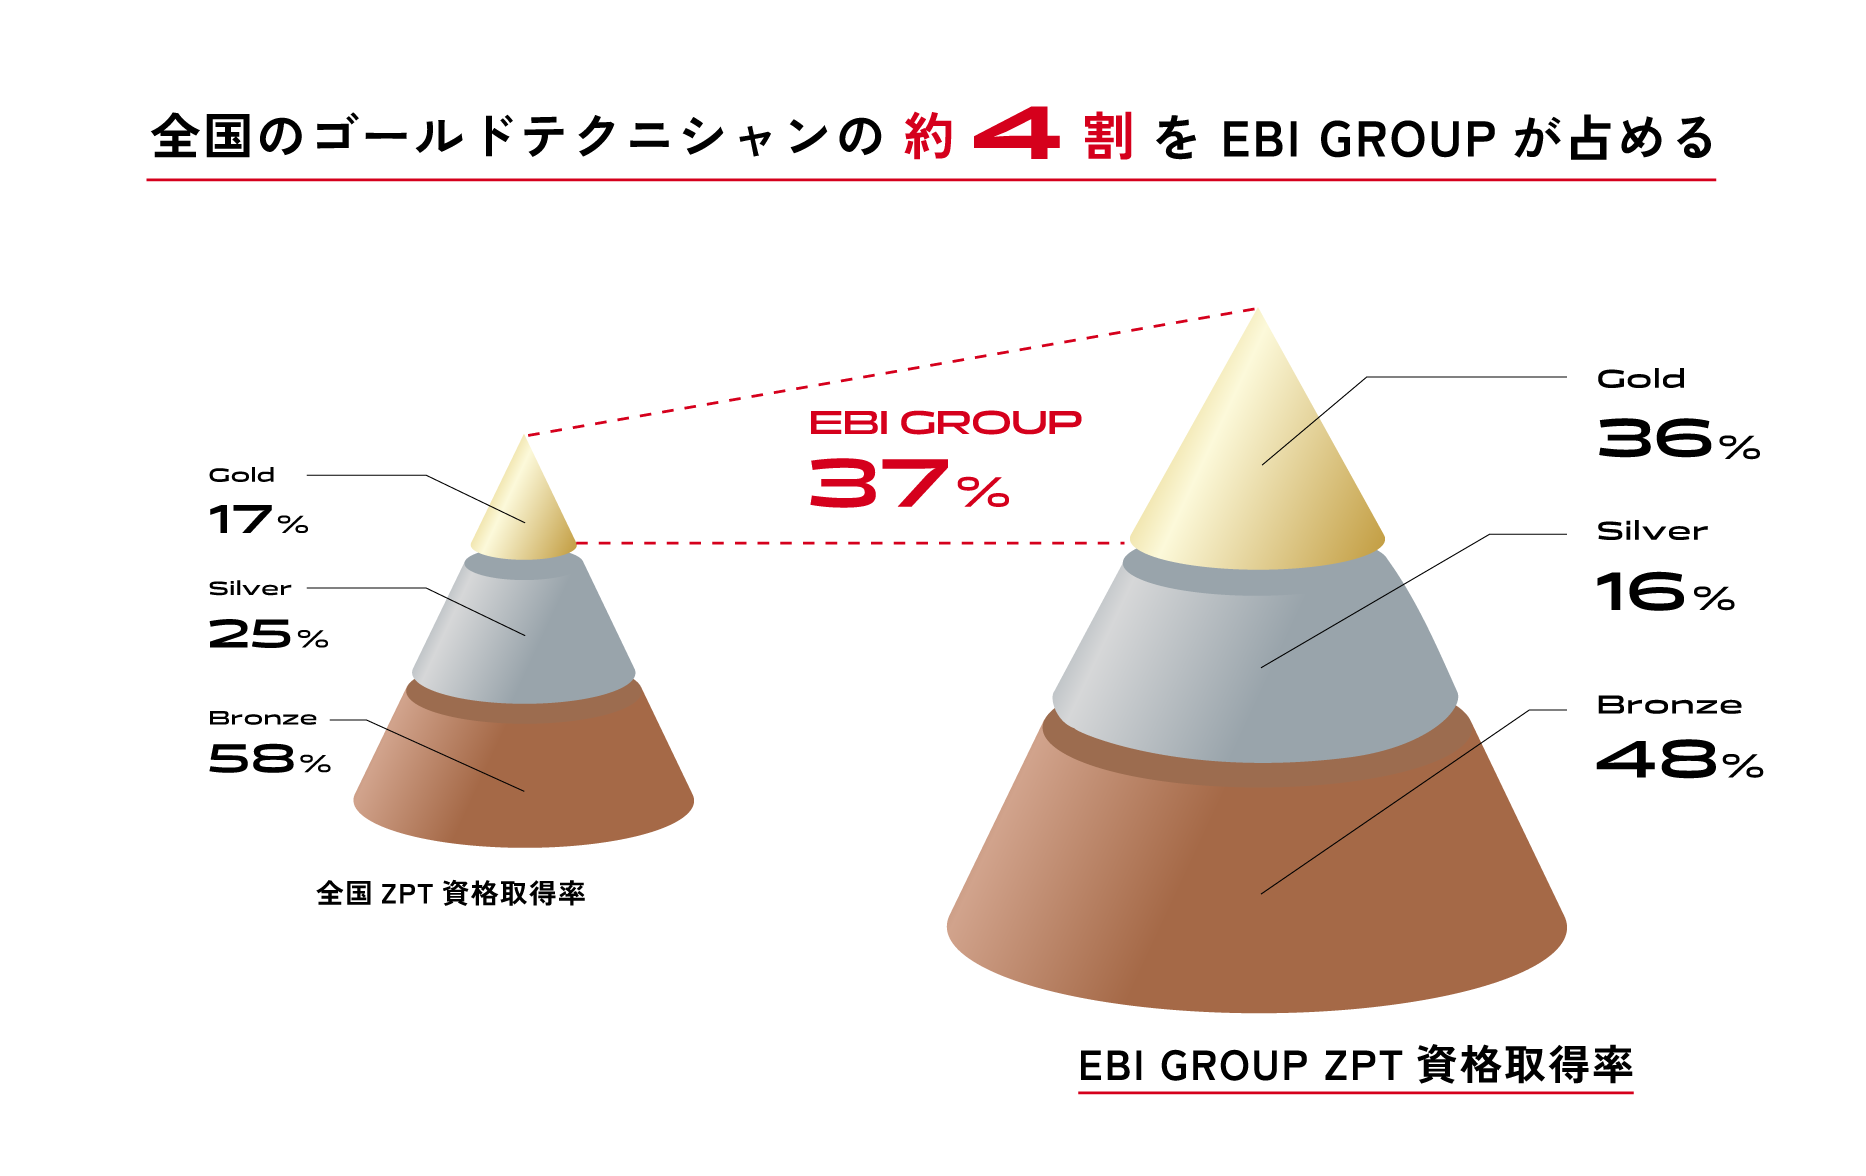 全国のゴールドテクニシャンの約4割を EBI GROUP が占める
EBI GROUP
37%
Gold
17%
Silver
25%
Bronze
58%
全国 ZPT 資格取得率
Gold
36%
Silver
16%
Bronze
48%
EBI GROUP ZPT 資格取得率